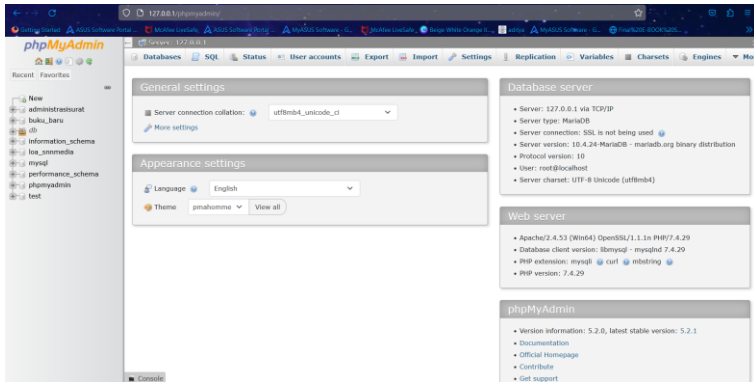 127.0.0.1/phpmyadmin/
Getting Started
phpMyAdmin
Recent Favorites
New
administrasisurat
buku_baru
db
information_schema
loa_snnmedia
mysql
performance_schema
phpmyadmin
test
Server: 127.0.0.1
Databases SQL Status User accounts Export Import Settings Replication Variables Charsets Engines Mo
General settings
Server connection collation: utf8mb4_unicode_ci
More settings
Appearance settings
Language English
Theme pmahomme View all
Console
Database server
• Server: 127.0.0.1 via TCP/IP
• Server type: MariaDB
• Server connection: SSL is not being used
• Server version: 10.4.24-MariaDB - mariadb.org binary distribution
• Protocol version: 10
• User: root@localhost
• Server charset: UTF-8 Unicode (utf8mb4)
Web server
• Apache/2.4.53 (Win64) OpenSSL/1.1.1n PHP/7.4.29
• Database client version: libmysql - mysqlnd 7.4.29
• PHP extension: mysqli curl mbstring
• PHP version: 7.4.29
phpMyAdmin
• Version information: 5.2.0, latest stable version: 5.2.1
• Documentation
• Official Homepage
• Contribute
• Get support